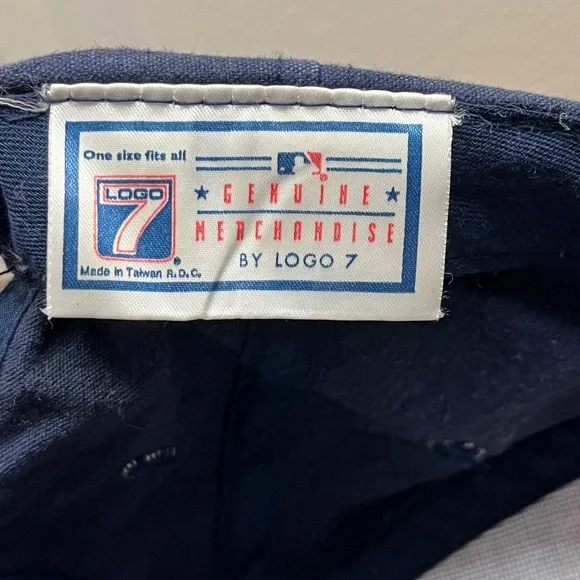 One size fits all
LOGO
7
Made in Taiwan R.O.C.
GENUINE
MERCHANDISE
BY LOGO 7